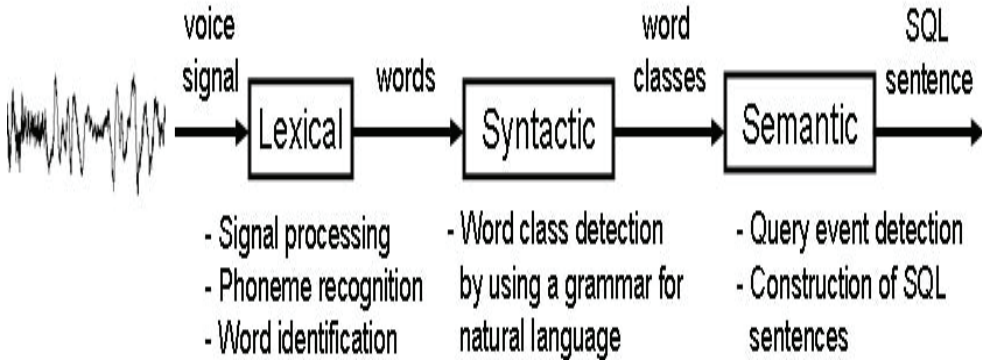 voice
signal
words
word
classes
SQL
sentence
Lexical
Syntactic
Semantic
- Signal processing
- Phoneme recognition
- Word identification
- Word class detection
by using a grammar for
natural language
- Query event detection
- Construction of SQL
sentences